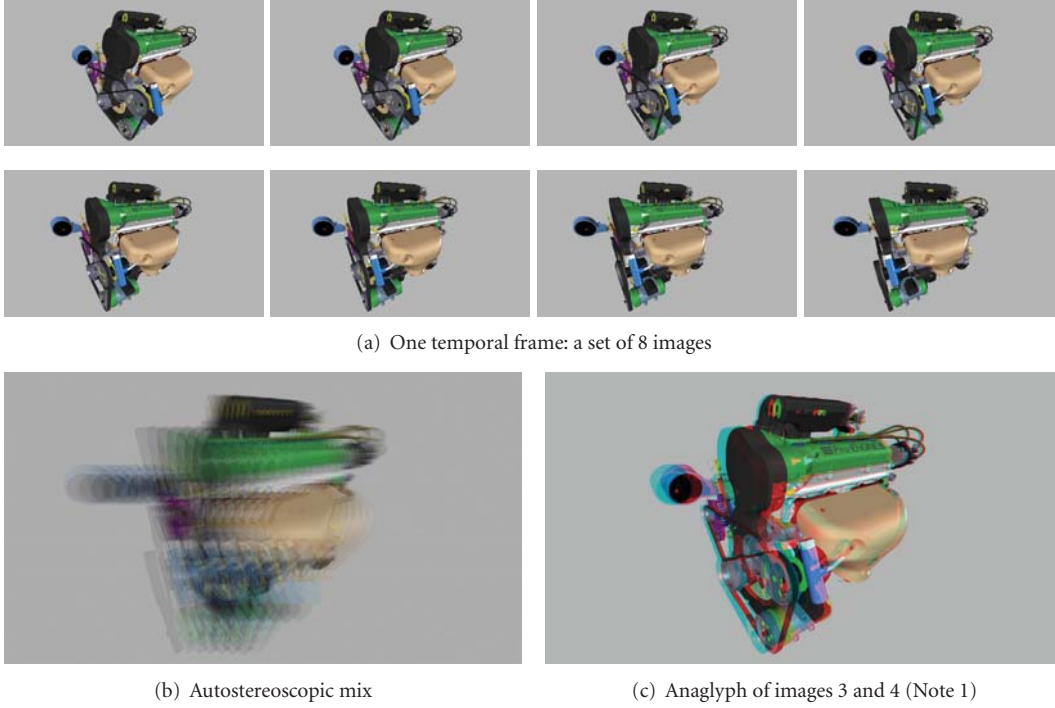 (a) One temporal frame: a set of 8 images
(b) Autostereoscopic mix
(c) Anaglyph of images 3 and 4 (Note 1)